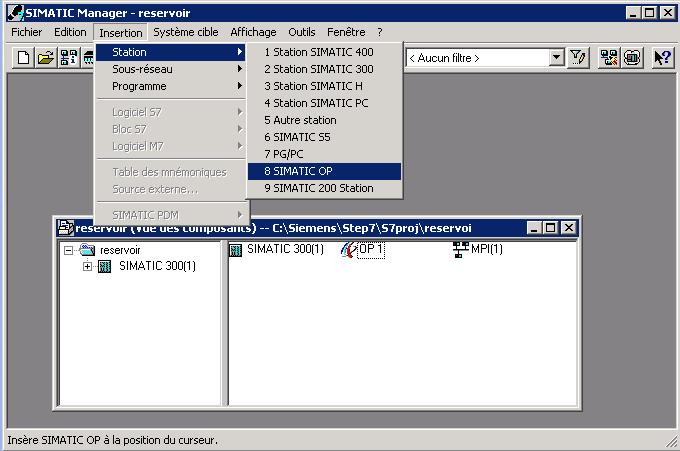 SIMATIC Manager - reservoir
Fichier Edition Insertion Système cible Affichage Outils Fenêtre ?
< Aucun filtre >
Station
Sous-réseau
Programme
Logiciel S7
Bloc S7
Logiciel M7
Table des mnémoniques
Source externe...
SIMATIC PDM
1 Station SIMATIC 400
2 Station SIMATIC 300
3 Station SIMATIC H
4 Station SIMATIC PC
5 Autre station
6 SIMATIC S5
7 PG/PC
8 SIMATIC OP
9 SIMATIC 200 Station
reservoir (vue des composants) -- C:\Siemens\Step7\S7proj\reservoi
reservoir
SIMATIC 300(1)
SIMATIC 300(1) OP 1 MPI(1)
Insère SIMATIC OP à la position du curseur.